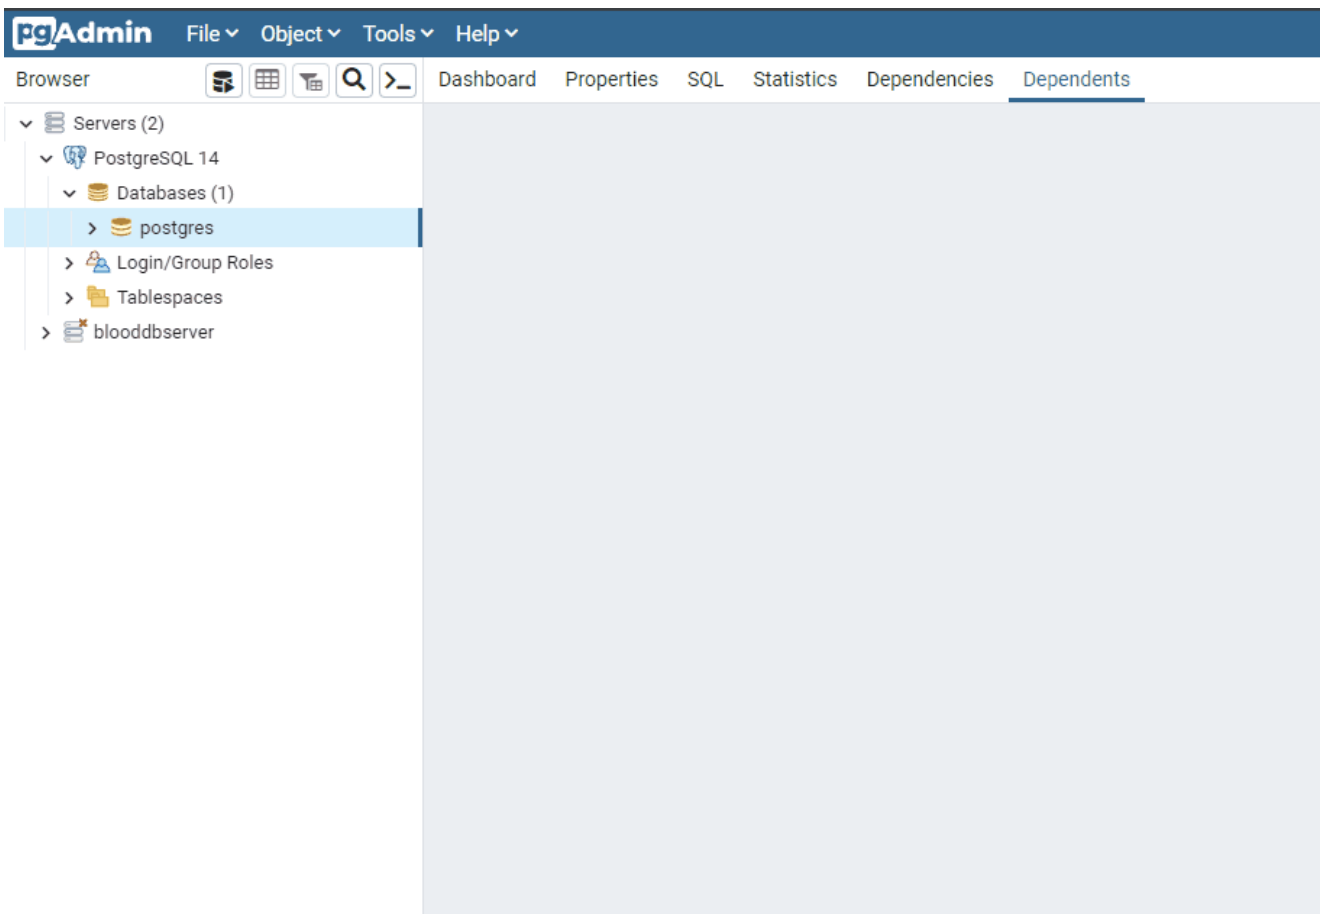 pgAdmin File Object Tools Help
Browser Dashboard Properties SQL Statistics Dependencies Dependents
Servers (2)
PostgreSQL 14
Databases (1)
postgres
Login/Group Roles
Tablespaces
blooddbserver